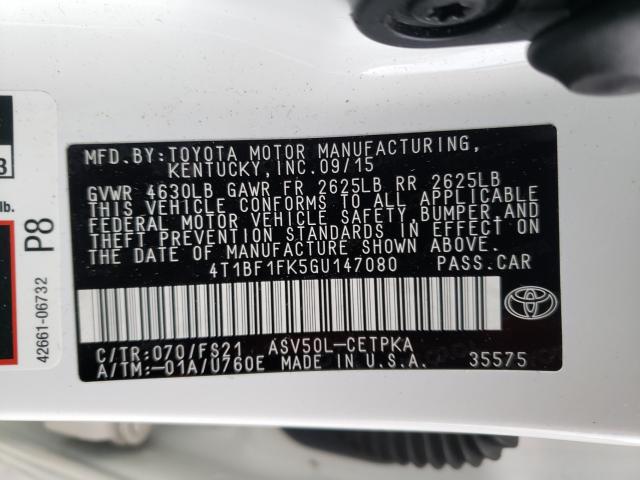 MFD.BY:TOYOTA MOTOR MANUFACTURING,
KENTUCKY,INC.09/15
GVWR 4630LB GAWR FR 2625LB RR 2625LB
THIS VEHICLE CONFORMS TO ALL APPLICABLE
FEDERAL MOTOR VEHICLE SAFETY,BUMPER,AND
THEFT PREVENTION STANDARDS IN EFFECT ON
THE DATE OF MANUFACTURE SHOWN ABOVE.
4T1BF1FK5GU147080 PASS.CAR
C/TR:070/FS21 ASV50L-CETPKA
A/TM:-01A/U760E MADE IN U.S.A. 35575
3
lb.
P8
42661-06732